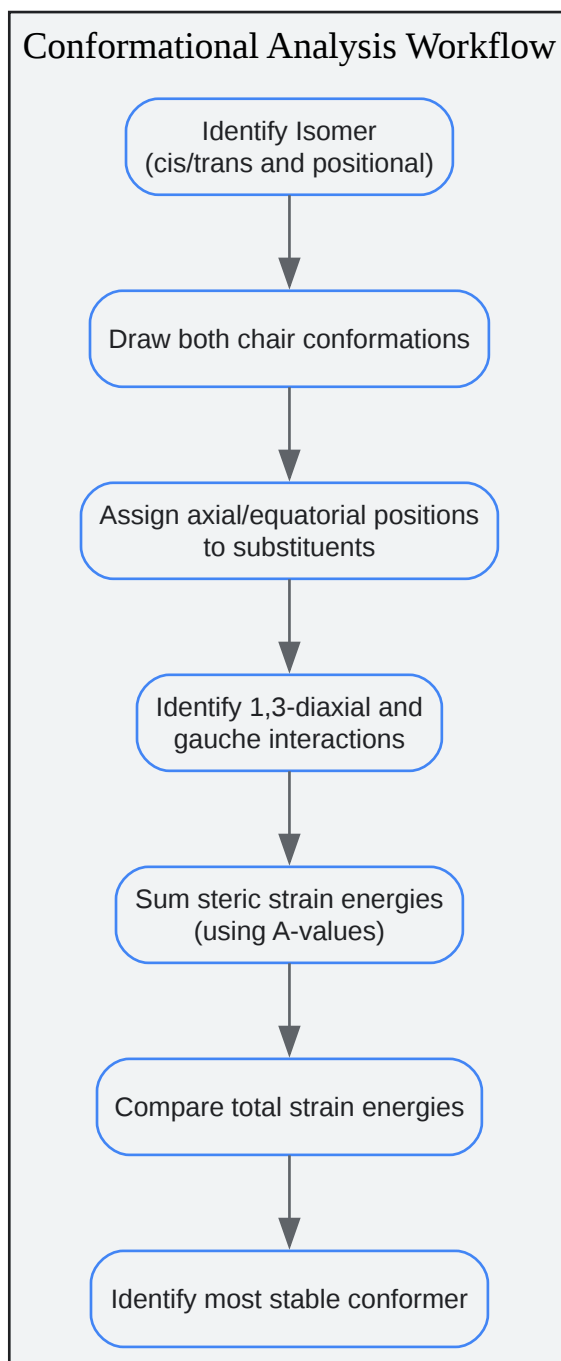 Conformational Analysis Workflow
Identify Isomer
(cis/trans and positional)
Draw both chair conformations
Assign axial/equatorial positions
to substituents
Identify 1,3-diaxial and
gauche interactions
Sum steric strain energies
(using A-values)
Compare total strain energies
Identify most stable conformer